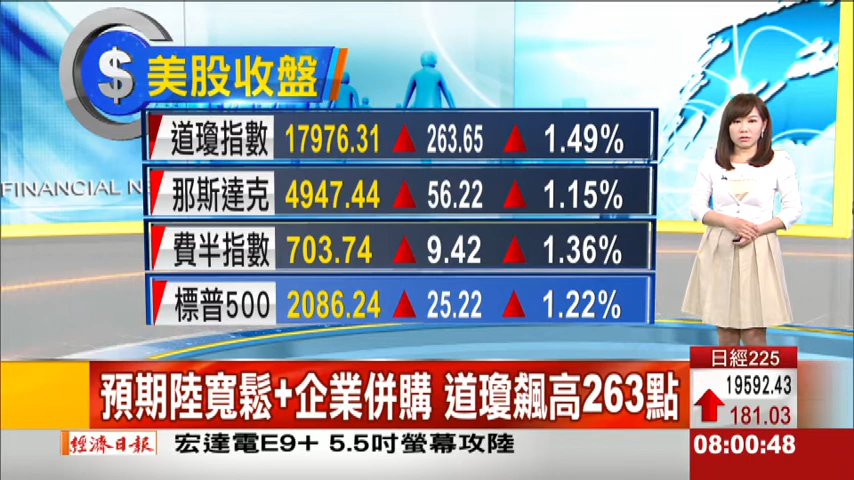 $ 美股收盤
FINANCIAL N
道瓊指數 17976.31 ▲ 263.65 ▲ 1.49%
那斯達克 4947.44 ▲ 56.22 ▲ 1.15%
費半指數 703.74 ▲ 9.42 ▲ 1.36%
標普500 2086.24 ▲ 25.22 ▲ 1.22%
預期陸寬鬆+企業併購 道瓊飆高263點
日經225
19592.43
181.03
經濟日報 宏達電E9+ 5.5吋螢幕攻陸
08:00:48